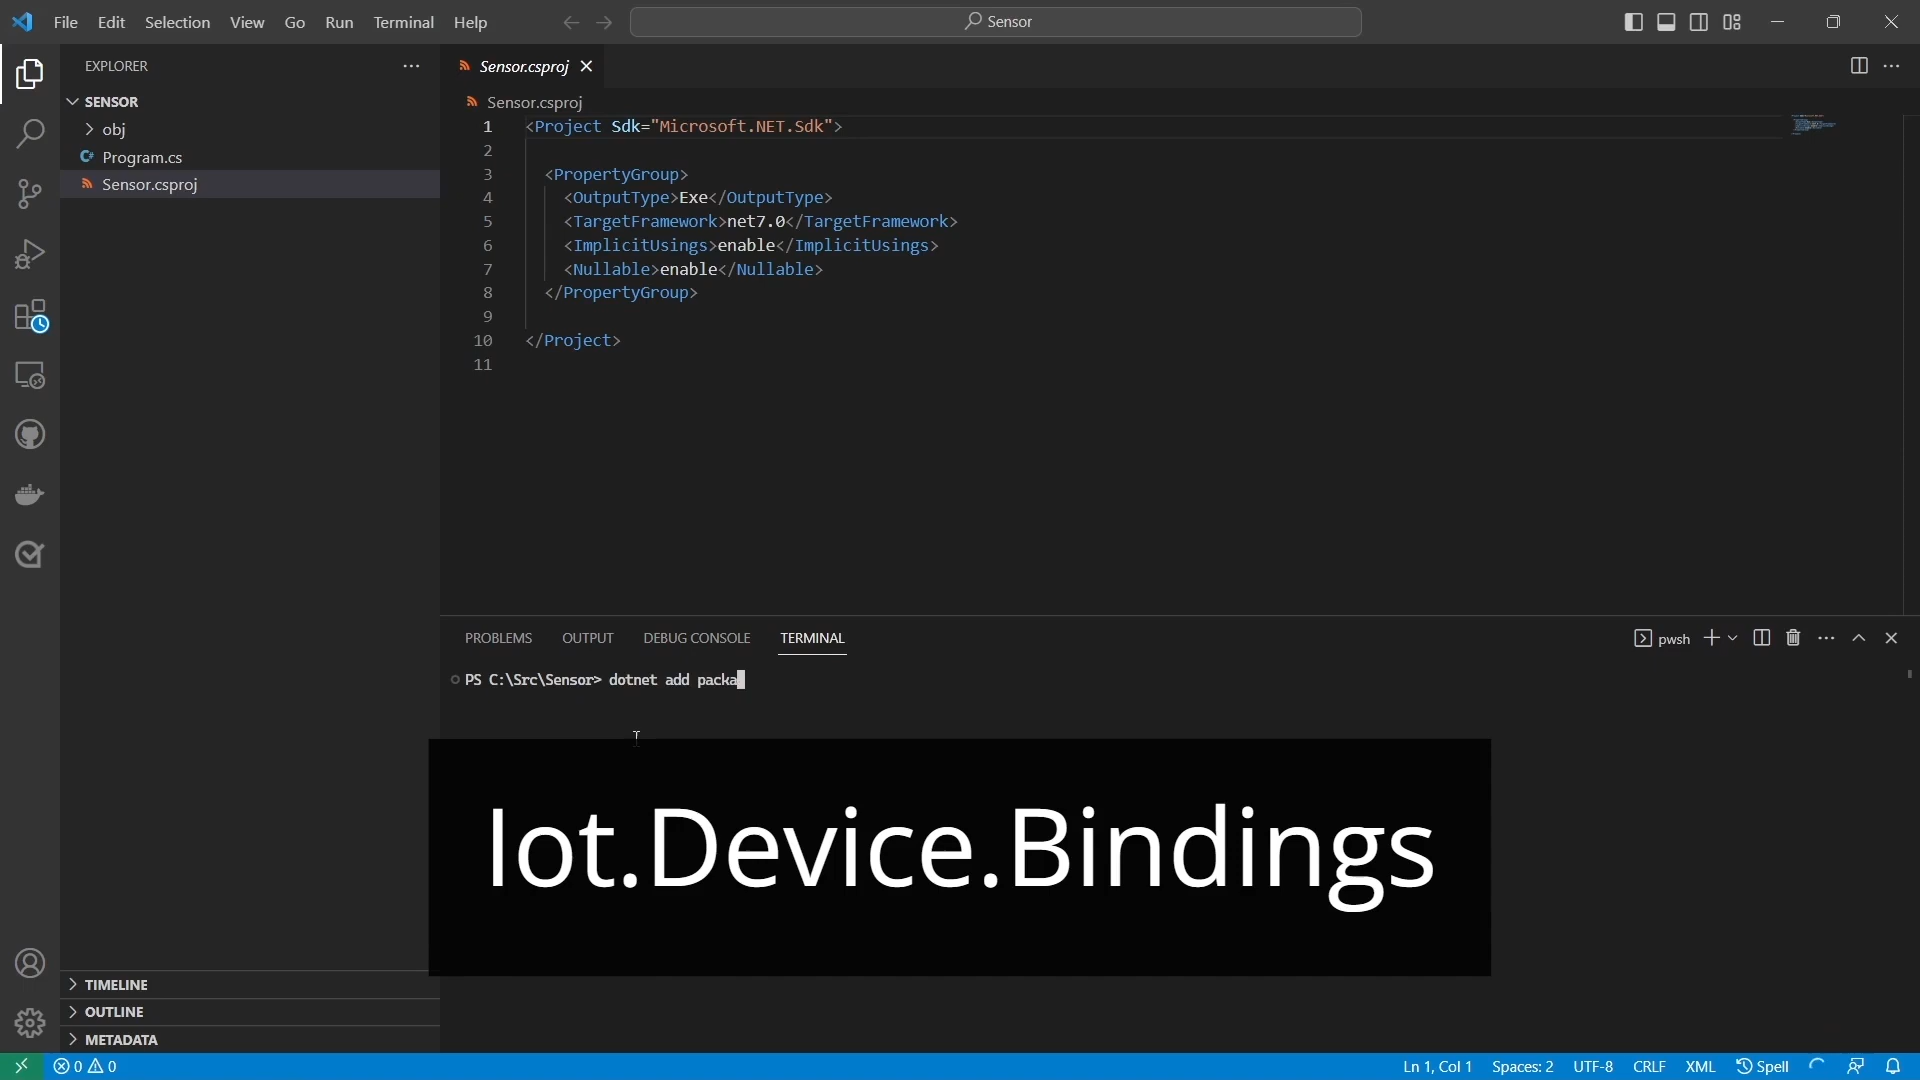 File Edit Selection View Go Run Terminal Help
Sensor
EXPLORER
SENSOR
obj
C# Program.cs
Sensor.csproj
TIMELINE
OUTLINE
METADATA
Sensor.csproj
Sensor.csproj
1 <Project Sdk="Microsoft.NET.Sdk">
2
3 <PropertyGroup>
4 <OutputType>Exe</OutputType>
5 <TargetFramework>net7.0</TargetFramework>
6 <ImplicitUsings>enable</ImplicitUsings>
7 <Nullable>enable</Nullable>
8 </PropertyGroup>
9
10 </Project>
11
PROBLEMS OUTPUT DEBUG CONSOLE TERMINAL
pwsh
PS C:\Src\Sensor> dotnet add packa
Iot.Device.Bindings
0 0 Ln 1, Col 1 Spaces: 2 UTF-8 CRLF XML Spell